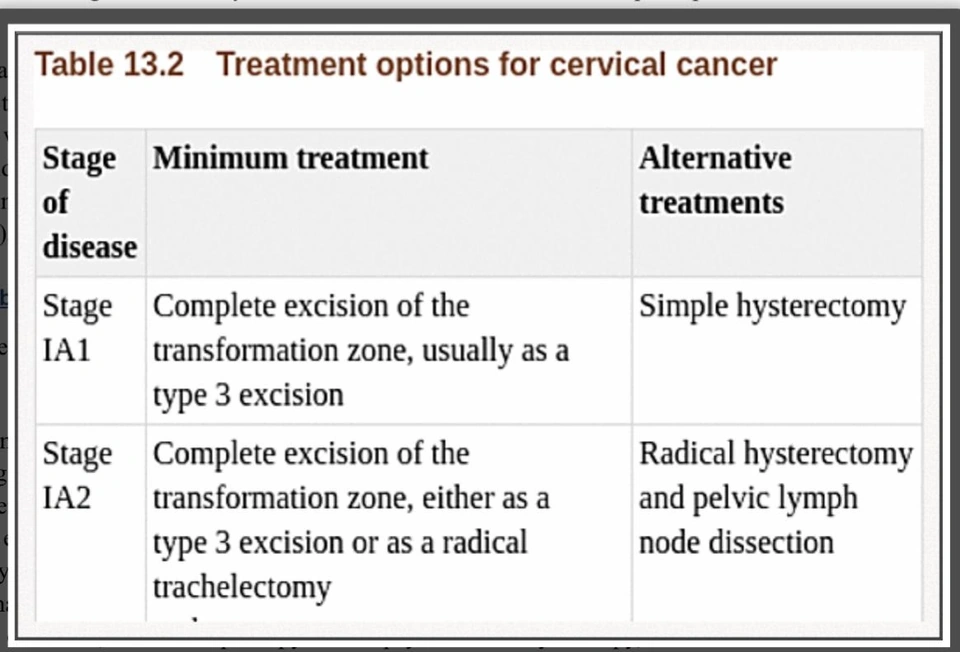 Table 13.2 Treatment options for cervical cancer
Stage of disease
Minimum treatment
Alternative treatments
Stage IA1
Complete excision of the
transformation zone, usually as a
type 3 excision
Simple hysterectomy
Stage IA2
Complete excision of the
transformation zone, either as a
type 3 excision or as a radical
trachelectomy
Radical hysterectomy
and pelvic lymph
node dissection